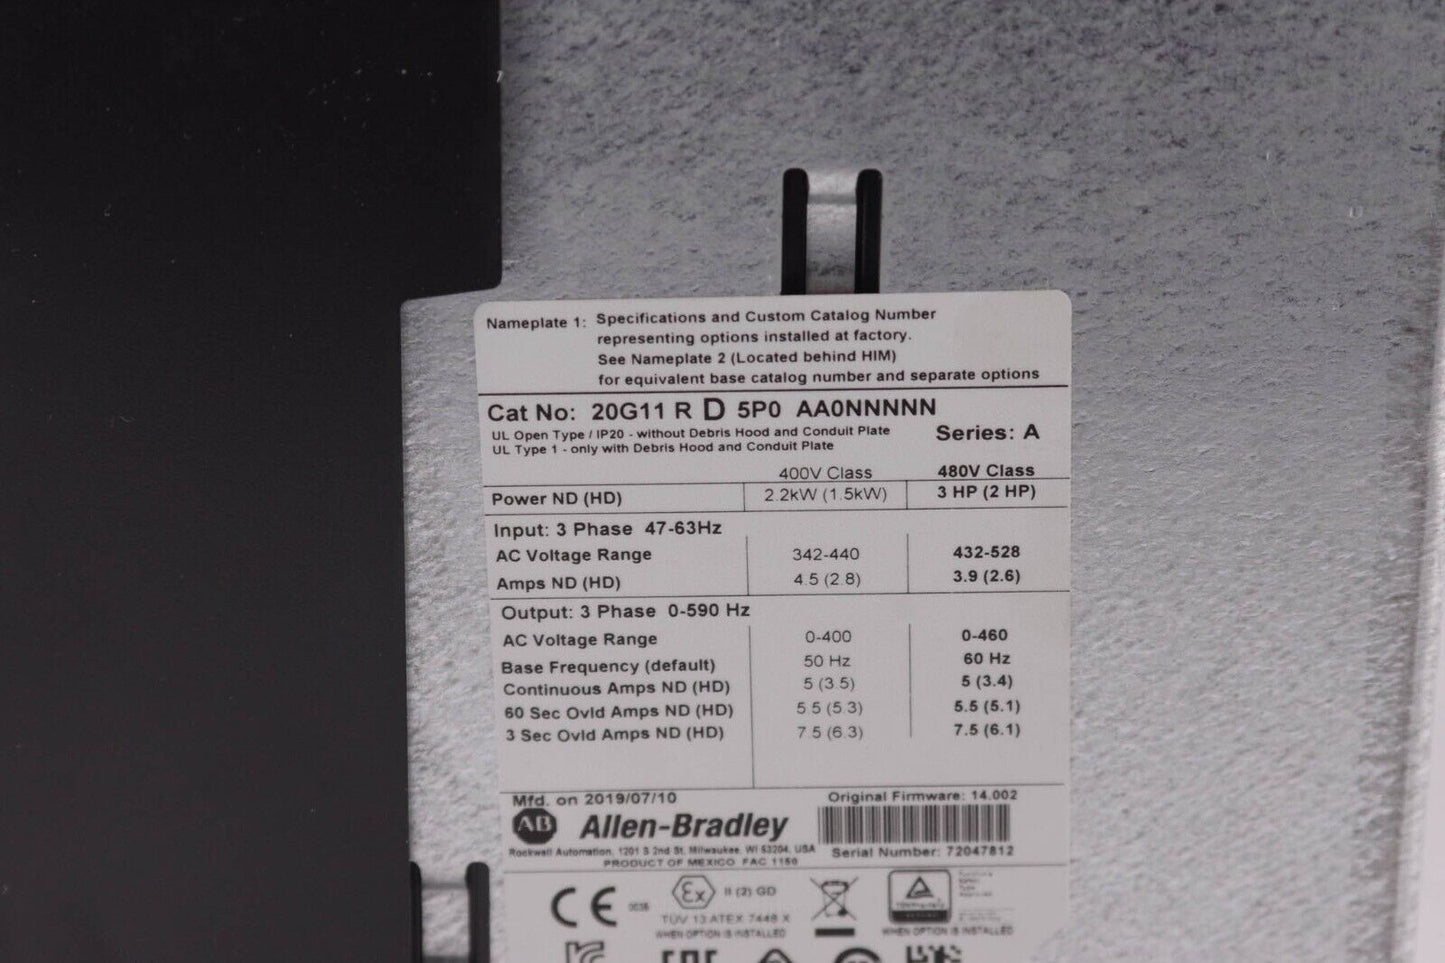 Nameplate 1: Specifications and Custom Catalog Number
representing options installed at factory.
See Nameplate 2 (Located behind HIM)
for equivalent base catalog number and separate options
Cat No: 20G11 R D 5P0 AA0NNNNN
UL Open Type / IP20 - without Debris Hood and Conduit Plate
UL Type 1 - only with Debris Hood and Conduit Plate
Series: A
400V Class 480V Class
Power ND (HD) 2.2kW (1.5kW) 3 HP (2 HP)
Input: 3 Phase 47-63Hz
AC Voltage Range 342-440 432-528
Amps ND (HD) 4.5 (2.8) 3.9 (2.6)
Output: 3 Phase 0-590 Hz
AC Voltage Range 0-400 0-460
Base Frequency (default) 50 Hz 60 Hz
Continuous Amps ND (HD) 5 (3.5) 5 (3.4)
60 Sec Ovld Amps ND (HD) 5.5 (5.3) 5.5 (5.1)
3 Sec Ovld Amps ND (HD) 7.5 (6.3) 7.5 (6.1)
Mfd. on 2019/07/10 Original Firmware: 14.002
AB Allen-Bradley
Rockwell Automation, 1201 S 2nd St. Milwaukee, WI 53204, USA Serial Number: 72047812
PRODUCT OF MEXICO FAC 1150
CE Ex II (2) GD
TUV 13 ATEX 7448 X
WHEN OPTION IS INSTALLED WHEN OPTION IS INSTALLED